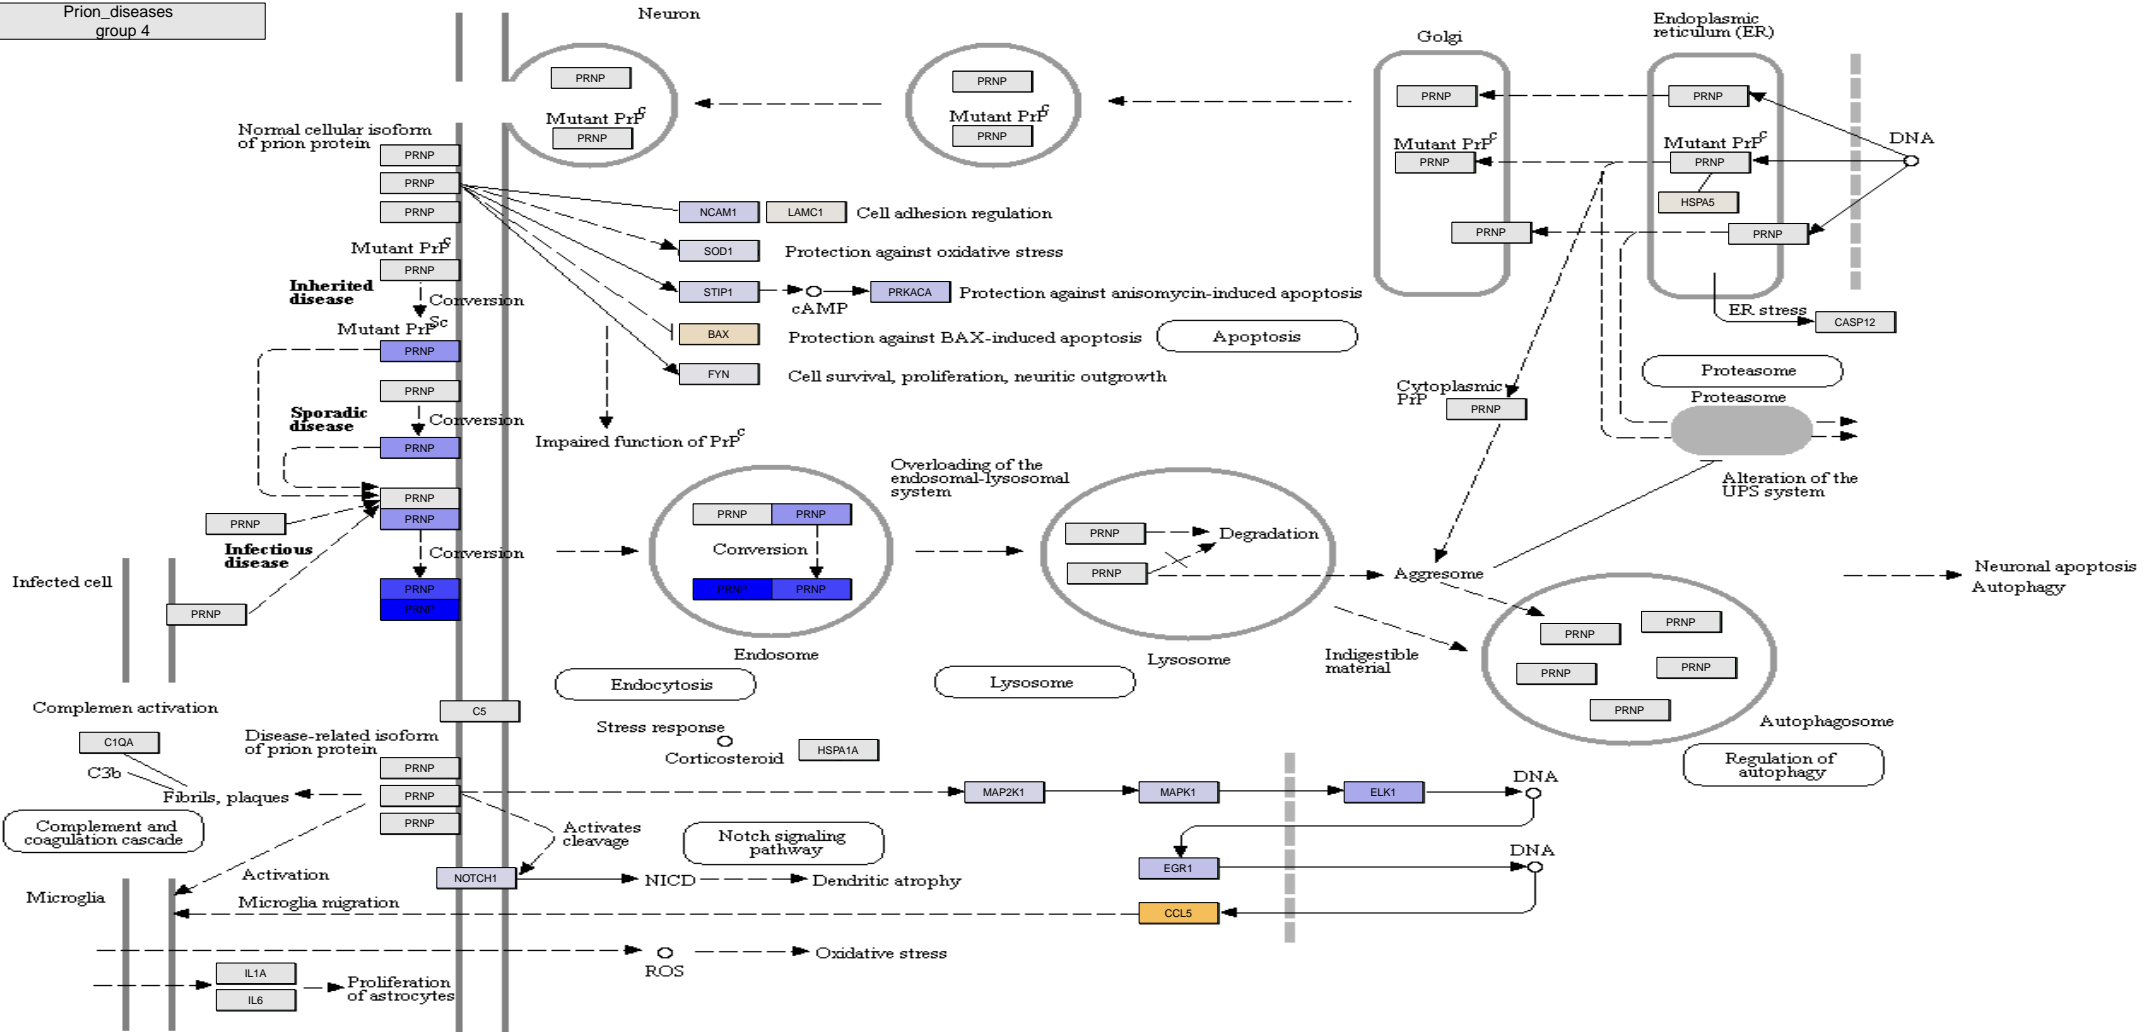 Prion_diseases
group 4
Neuron
Golgi
Endoplasmic
reticulum (ER)
PRNP
Mutant PrP^c
PRNP
PRNP
Mutant PrP^c
PRNP
PRNP
Mutant PrP^c
PRNP
PRNP
Mutant PrP^c
PRNP
HSPA5
DNA
PRNP
PRNP
Normal cellular isoform
of prion protein
PRNP
PRNP
PRNP
NCAM1
LAMC1
Cell adhesion regulation
SOD1
Protection against oxidative stress
STIP1
cAMP
PRKACA
Protection against anisomycin-induced apoptosis
BAX
Protection against BAX-induced apoptosis
Apoptosis
FYN
Cell survival, proliferation, neuritic outgrowth
ER stress
CASP12
Mutant PrP^c
PRNP
Inherited
disease
Conversion
Mutant PrP^Sc
PRNP
PRNP
Sporadic
disease
Conversion
PRNP
Impaired function of PrP^c
Cytoplasmic
PrP
PRNP
Proteasome
Proteasome
Alteration of the
UPS system
PRNP
PRNP
PRNP
Infectious
disease
Conversion
PRNP
PRNP
Infected cell
PRNP
Overloading of the
endosomal-lysosomal
system
PRNP
PRNP
Conversion
PRNP
PRNP
Endosome
Endocytosis
PRNP
Degradation
PRNP
Lysosome
Lysosome
Aggresome
Indigestible
material
PRNP
PRNP
PRNP
PRNP
PRNP
Autophagosome
Regulation of
autophagy
Neuronal apoptosis
Autophagy
Complemen activation
C5
C1QA
C3b
Fibrils, plaques
Complement and
coagulation cascade
Disease-related isoform
of prion protein
PRNP
PRNP
PRNP
Stress response
Corticosteroid
HSPA1A
MAP2K1
MAPK1
ELK1
DNA
Activates
cleavage
Notch signaling
pathway
EGR1
DNA
NOTCH1
NICD
Dendritic atrophy
Activation
Microglia
Microglia migration
CCL5
ROS
Oxidative stress
IL1A
IL6
Proliferation
of astrocytes